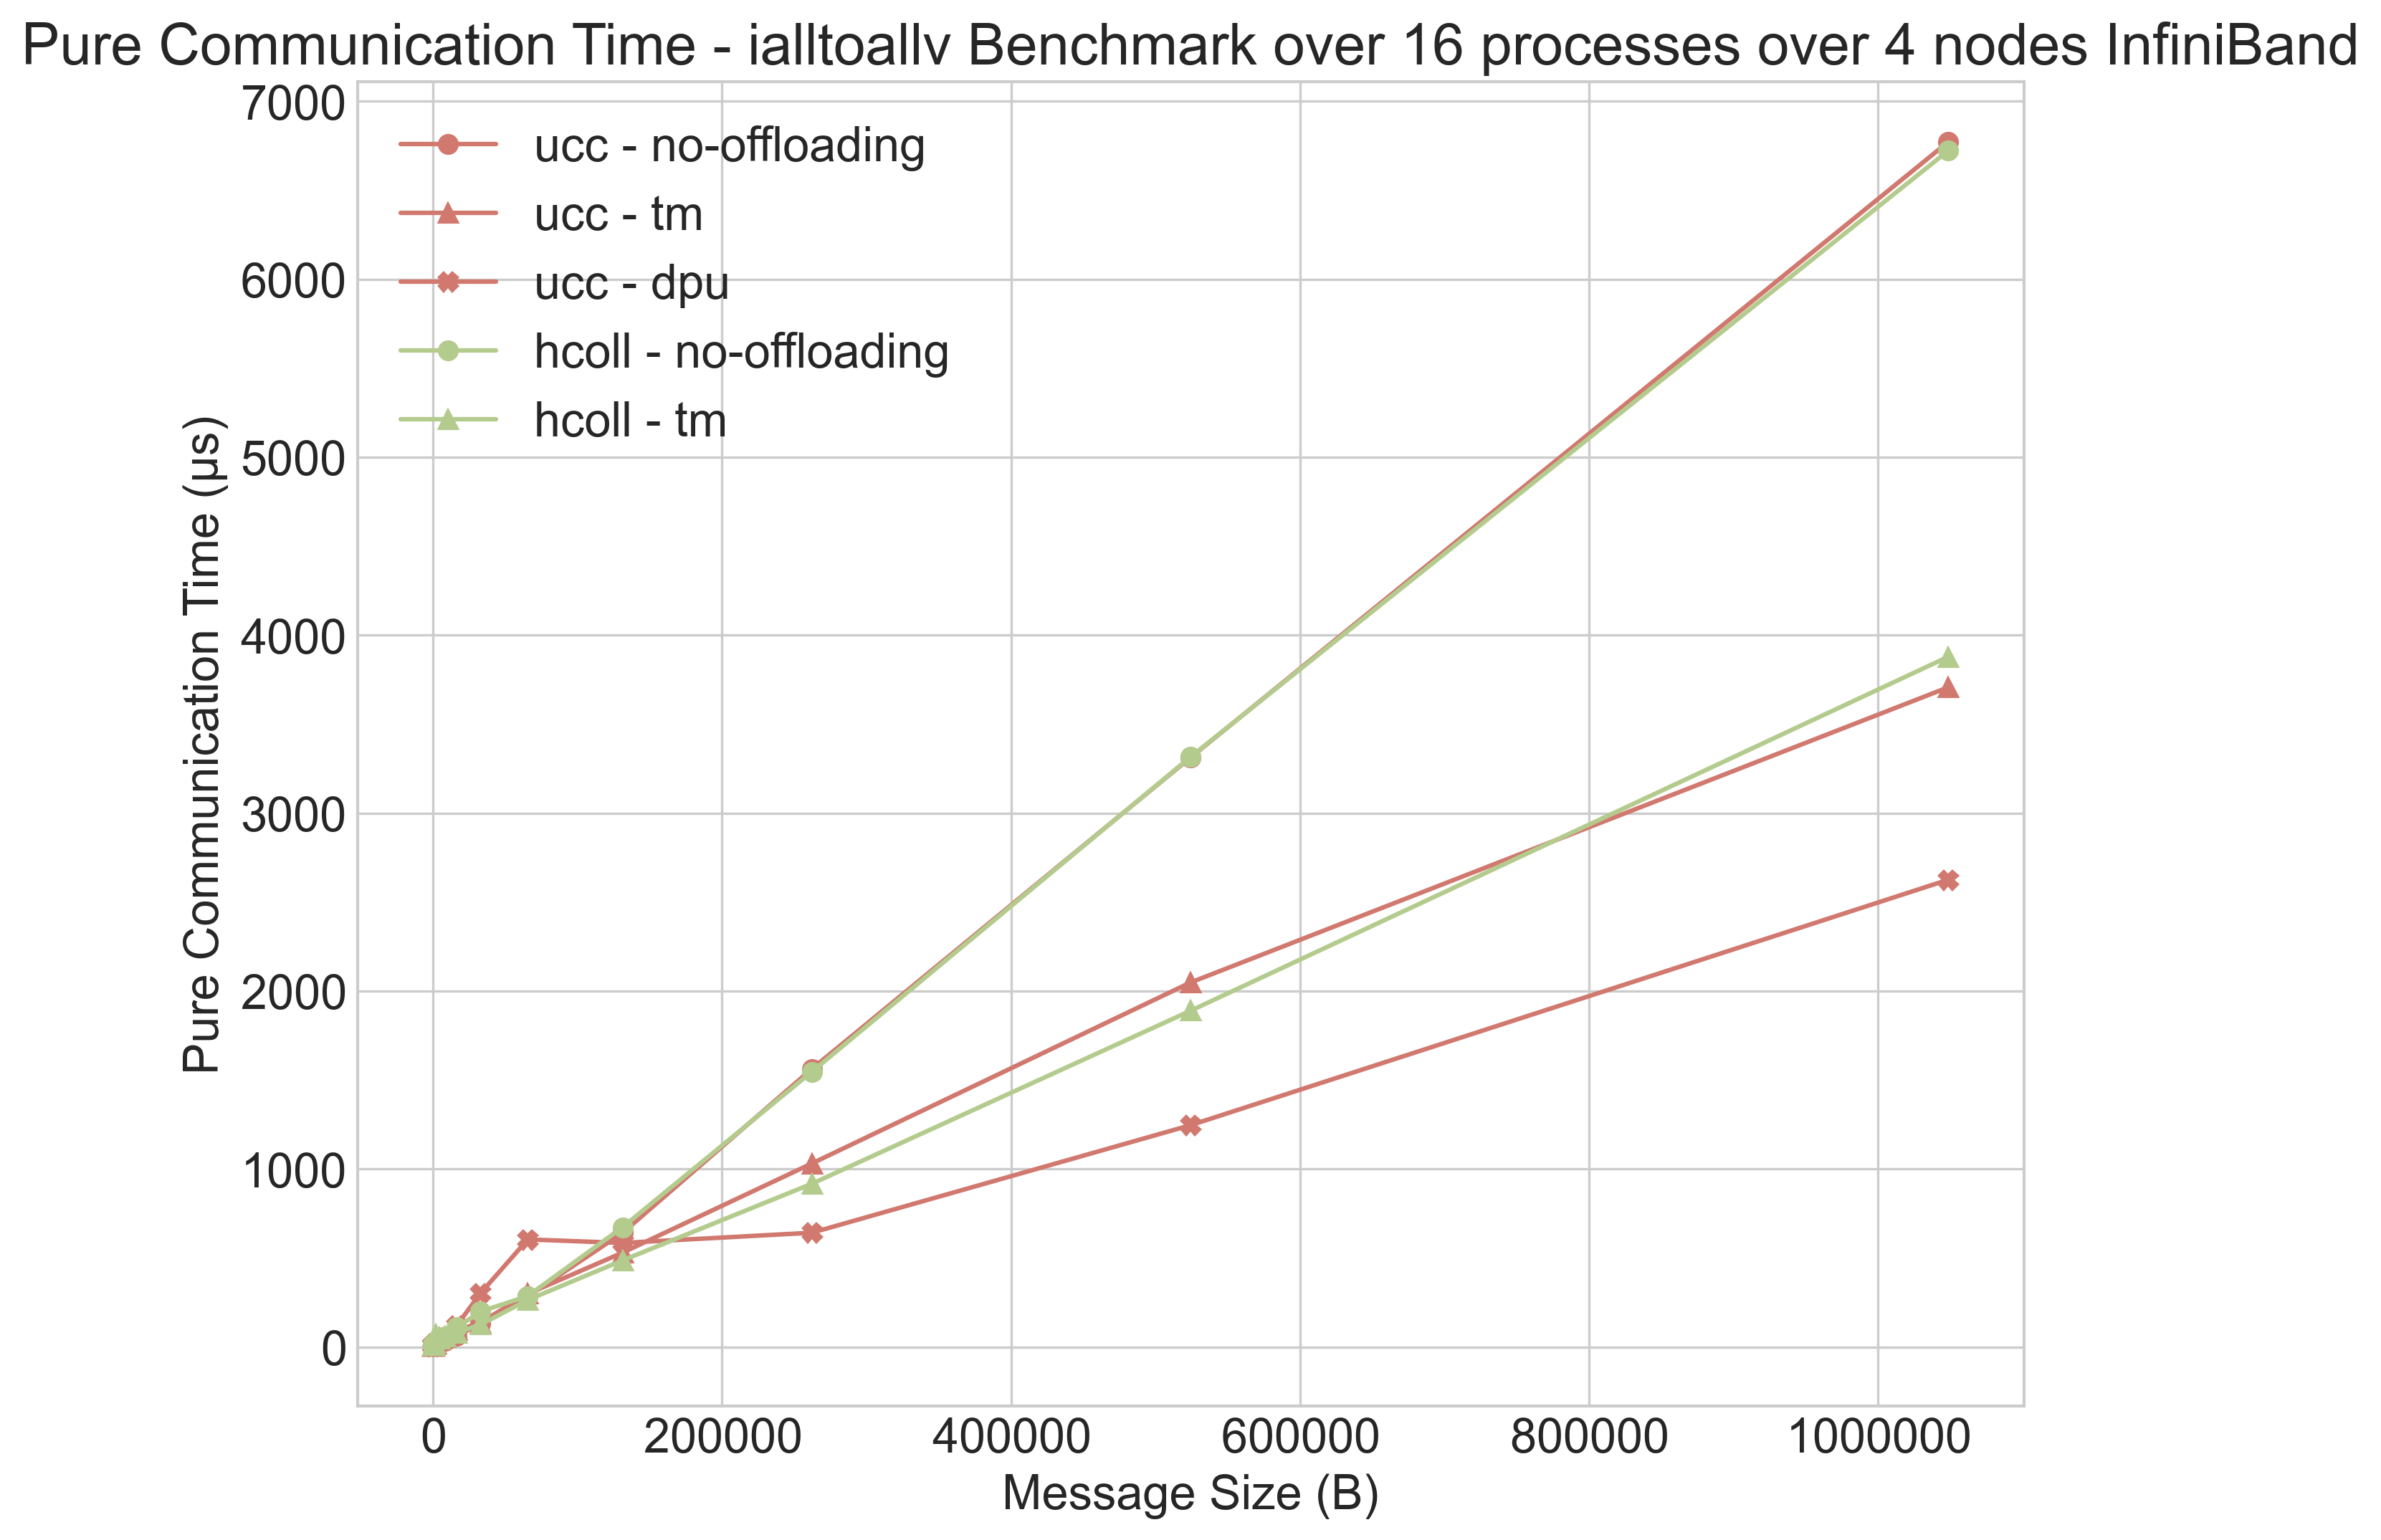 Pure Communication Time - ialltoallv Benchmark over 16 processes over 4 nodes InfiniBand
7000
6000
5000
4000
3000
2000
1000
0
Pure Communication Time (µs)
ucc - no-offloading
ucc - tm
ucc - dpu
hcoll - no-offloading
hcoll - tm
0 200000 400000 600000 800000 1000000
Message Size (B)